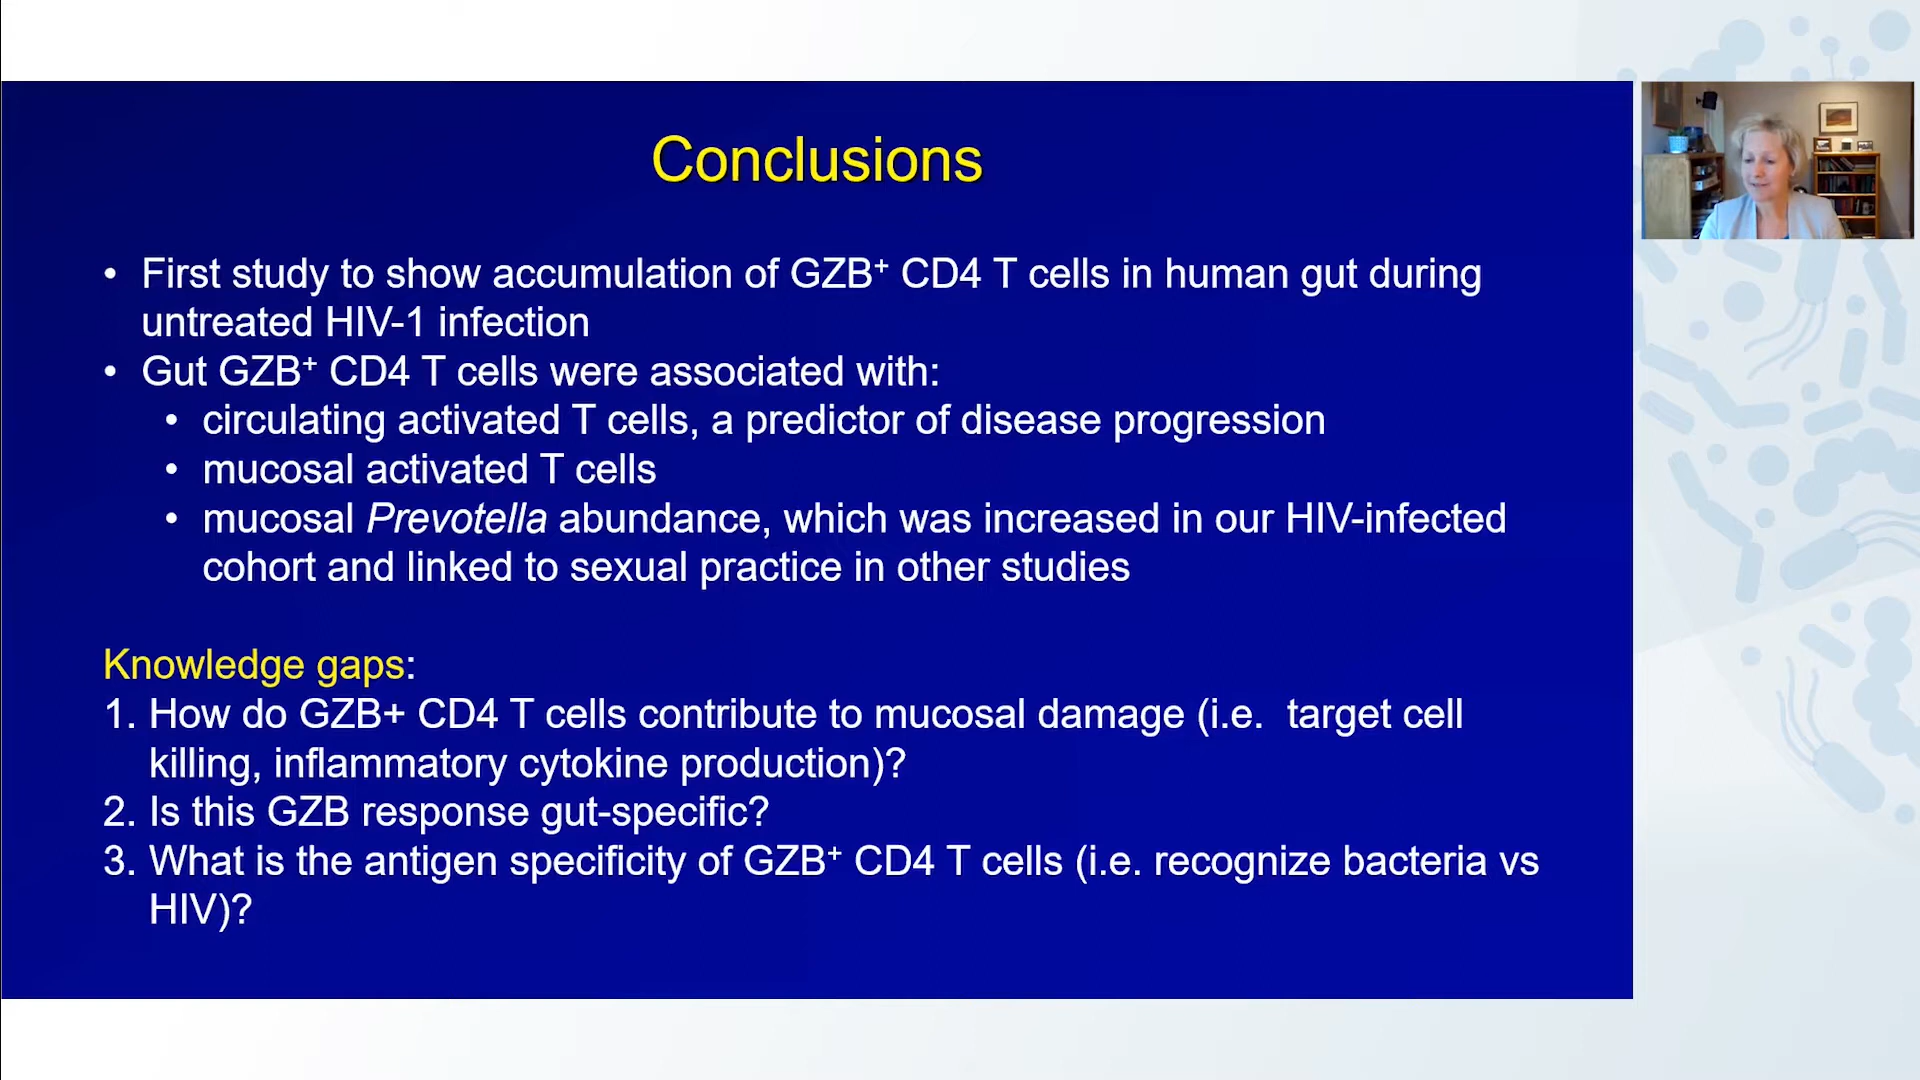 Conclusions
• First study to show accumulation of GZB⁺ CD4 T cells in human gut during
untreated HIV-1 infection
• Gut GZB⁺ CD4 T cells were associated with:
• circulating activated T cells, a predictor of disease progression
• mucosal activated T cells
• mucosal Prevotella abundance, which was increased in our HIV-infected
cohort and linked to sexual practice in other studies
Knowledge gaps:
1. How do GZB+ CD4 T cells contribute to mucosal damage (i.e.  target cell
killing, inflammatory cytokine production)?
2. Is this GZB response gut-specific?
3. What is the antigen specificity of GZB⁺ CD4 T cells (i.e. recognize bacteria vs
HIV)?